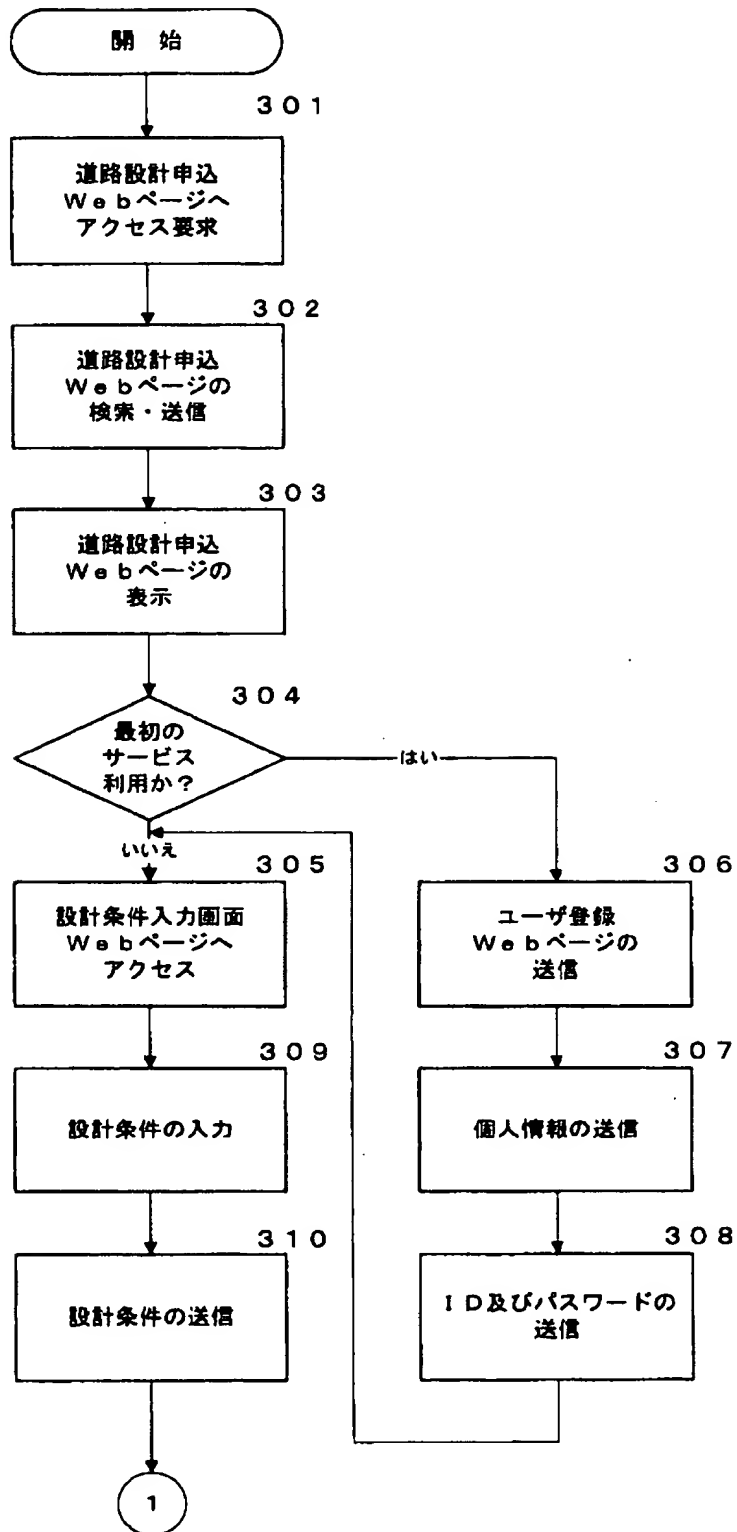 開　始
３０１
道路設計申込
Ｗｅｂページへ
アクセス要求
３０２
道路設計申込
Ｗｅｂページの
検索・送信
３０３
道路設計申込
Ｗｅｂページの
表示
３０４
最初の
サービス
利用か？
はい
いいえ
３０５
設計条件入力画面
Ｗｅｂページへ
アクセス
３０６
ユーザ登録
Ｗｅｂページの
送信
３０９
設計条件の入力
３０７
個人情報の送信
３１０
設計条件の送信
３０８
ＩＤ及びパスワードの
送信
１